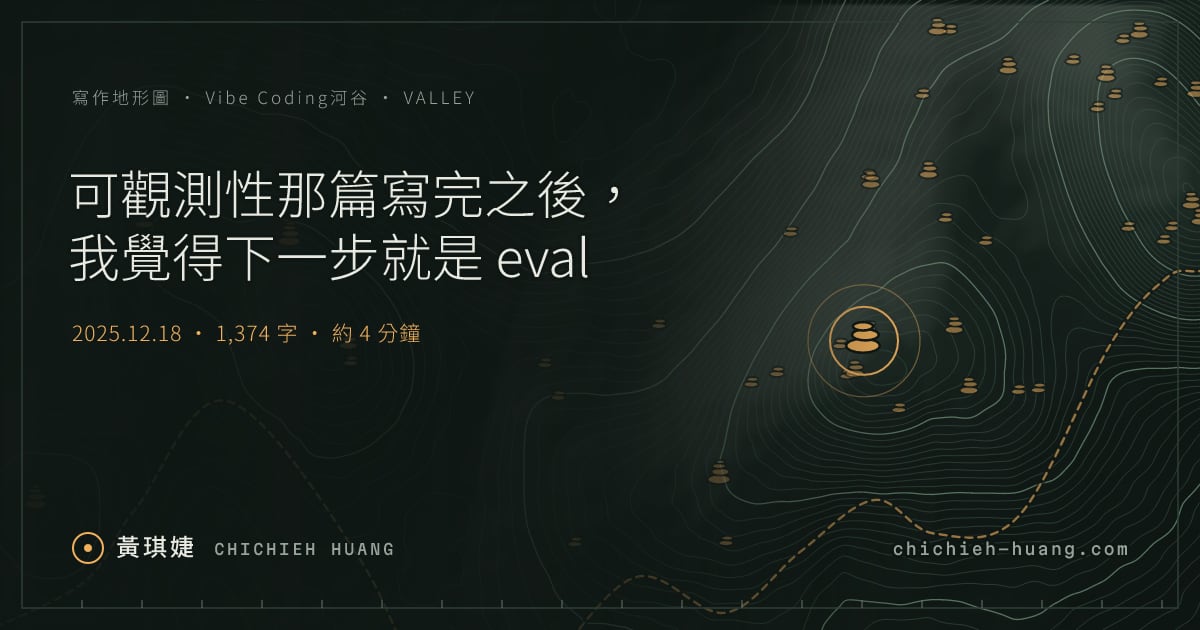 寫作地形圖 ・ Vibe Coding河谷 ・ VALLEY
可觀測性那篇寫完之後，
我覺得下一步就是 eval
2025.12.18 ・ 1,374 字 ・ 約 4 分鐘
黃琪婕 CHICHIEH HUANG
chichieh-huang.com